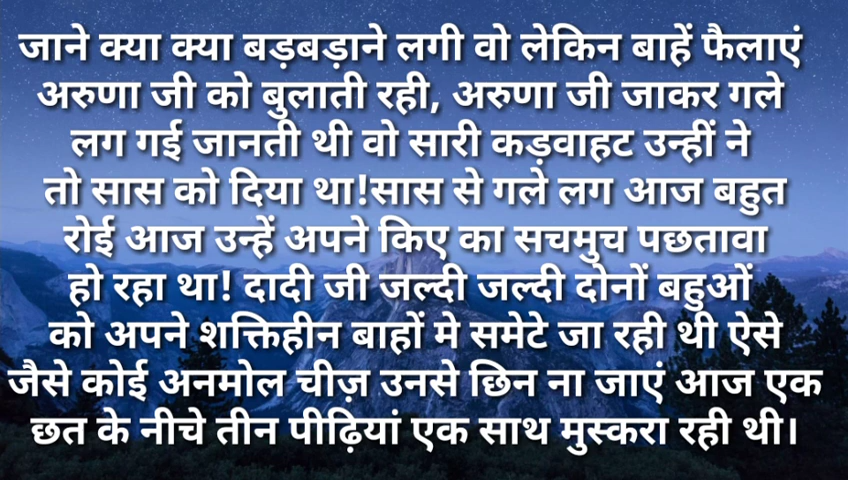 जाने क्या क्या बड़बड़ाने लगी वो लेकिन बाहें फैलाएं
अरुणा जी को बुलाती रही, अरुणा जी जाकर गले
लग गई जानती थी वो सारी कड़वाहट उन्हीं ने
तो सास को दिया था!सास से गले लग आज बहुत
रोई आज उन्हें अपने किए का सचमुच पछतावा
हो रहा था! दादी जी जल्दी जल्दी दोनों बहुओं
को अपने शक्तिहीन बाहों मे समेटे जा रही थी ऐसे
जैसे कोई अनमोल चीज़ उनसे छिन ना जाएं आज एक
छत के नीचे तीन पीढ़ियां एक साथ मुस्करा रही थी।